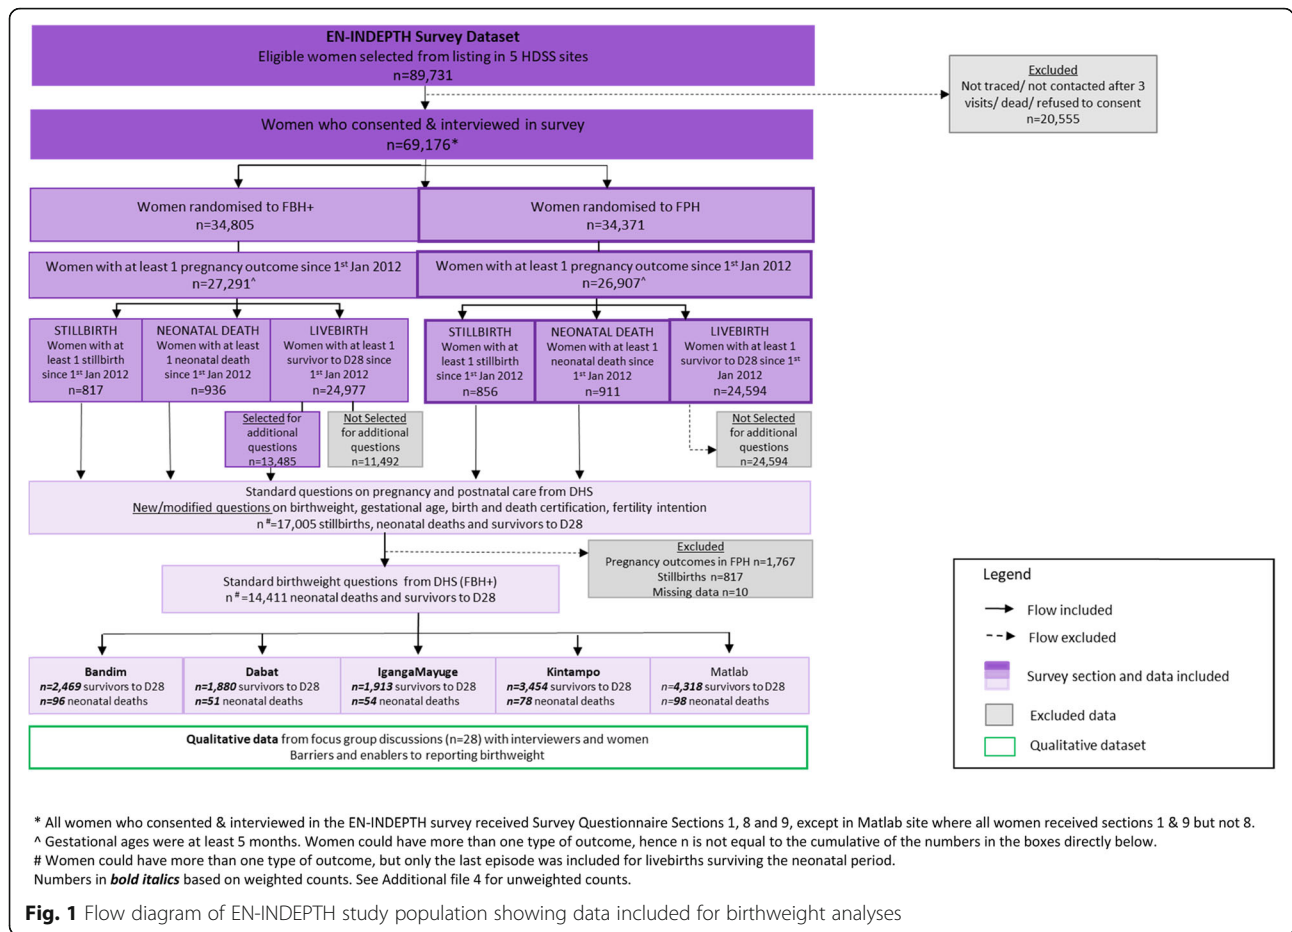 EN-INDEPTH Survey Dataset
Eligible women selected from listing in 5 HDSS sites
n=89,731
Excluded
Not traced/ not contacted after 3
visits/ dead/ refused to consent
n=20,555
Women who consented & interviewed in survey
n=69,176*
Women randomised to FBH+
n=34,805
Women randomised to FPH
n=34,371
Women with at least 1 pregnancy outcome since 1st Jan 2012
n=27,291^
Women with at least 1 pregnancy outcome since 1st Jan 2012
n=26,907^
STILLBIRTH
Women with at
least 1 stillbirth
since 1st Jan 2012
n=817
NEONATAL DEATH
Women with at least
1 neonatal death
since 1st Jan 2012
n=936
LIVEBIRTH
Women with at least 1
survivor to D28 since
1st Jan 2012
n=24,977
STILLBIRTH
Women with at
least 1 stillbirth
since 1st Jan 2012
n=856
NEONATAL DEATH
Women with at least 1
neonatal death since
1st Jan 2012
n=911
LIVEBIRTH
Women with at least 1
survivor to D28 since 1st
Jan 2012
n=24,594
Selected for
additional
questions
n=13,485
Not Selected
for additional
questions
n=11,492
Not Selected
for additional
questions
n=24,594
Standard questions on pregnancy and postnatal care from DHS
New/modified questions on birthweight, gestational age, birth and death certification, fertility intention
n #=17,005 stillbirths, neonatal deaths and survivors to D28
Excluded
Pregnancy outcomes in FPH n=1,767
Stillbirths n=817
Missing data n=10
Standard birthweight questions from DHS (FBH+)
n # =14,411 neonatal deaths and survivors to D28
Bandim
n=2,469 survivors to D28
n=96 neonatal deaths
Dabat
n=1,880 survivors to D28
n=51 neonatal deaths
IgangaMayuge
n=1,913 survivors to D28
n=54 neonatal deaths
Kintampo
n=3,454 survivors to D28
n=78 neonatal deaths
Matlab
n=4,318 survivors to D28
n=98 neonatal deaths
Qualitative data from focus group discussions (n=28) with interviewers and women
Barriers and enablers to reporting birthweight
Legend
Flow included
Flow excluded
Survey section and data included
Excluded data
Qualitative dataset
* All women who consented & interviewed in the EN-INDEPTH survey received Survey Questionnaire Sections 1, 8 and 9, except in Matlab site where all women received sections 1 & 9 but not 8.
^ Gestational ages were at least 5 months. Women could have more than one type of outcome, hence n is not equal to the cumulative of the numbers in the boxes directly below.
# Women could have more than one type of outcome, but only the last episode was included for livebirths surviving the neonatal period.
Numbers in bold italics based on weighted counts. See Additional file 4 for unweighted counts.
Fig. 1 Flow diagram of EN-INDEPTH study population showing data included for birthweight analyses